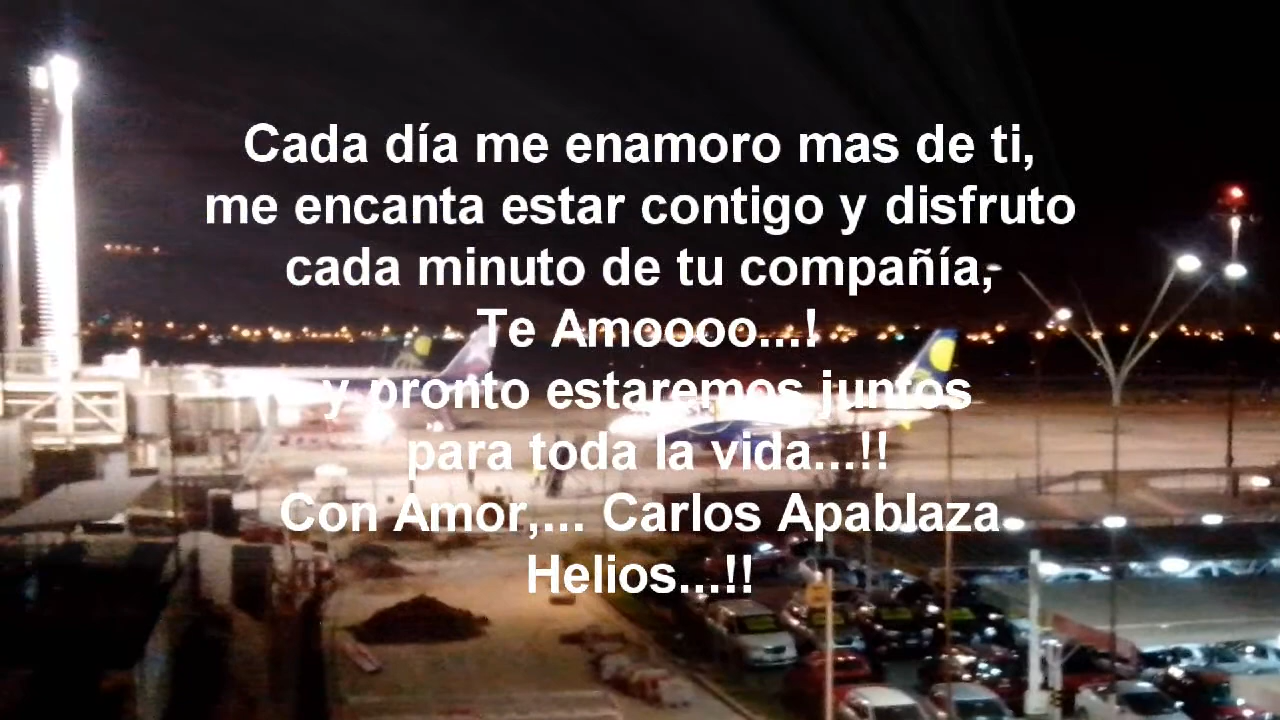 Cada día me enamoro mas de ti,
me encanta estar contigo y disfruto
cada minuto de tu compañía,
Te Amoooo...!
y pronto estaremos juntos
para toda la vida...!!
Con Amor,... Carlos Apablaza
Helios...!!